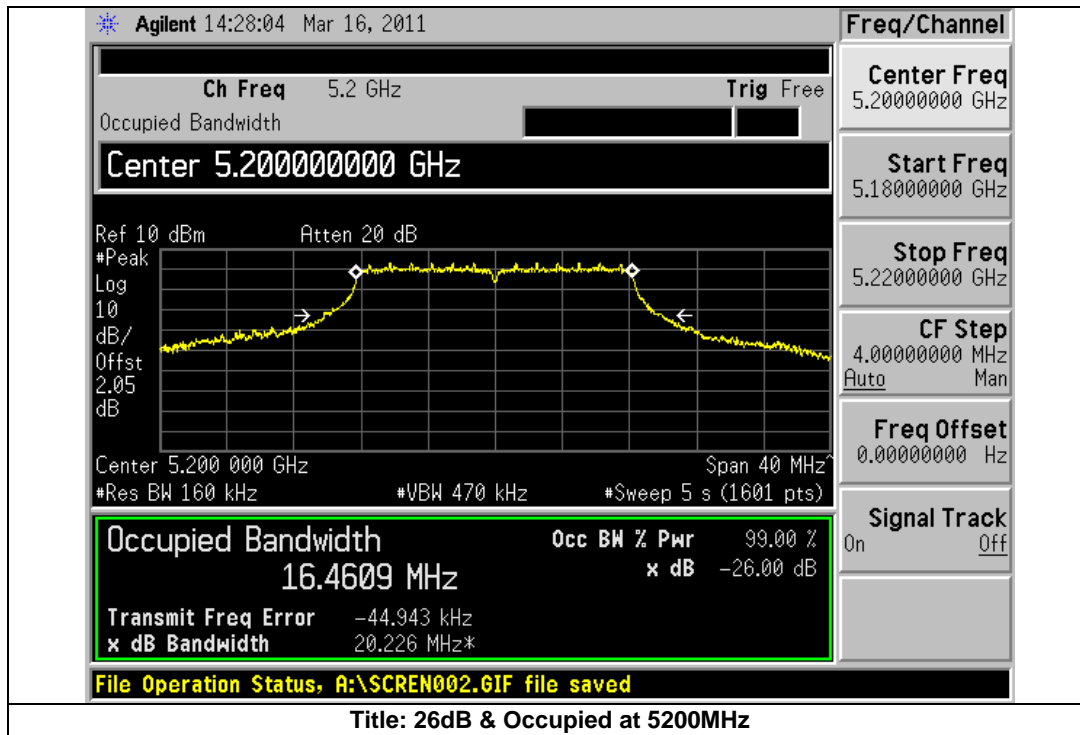 Agilent 14:28:04 Mar 16, 2011
Freq/Channel
Ch Freq 5.2 GHz Trig Free
Occupied Bandwidth
Center 5.200000000 GHz
Ref 10 dBm Atten 20 dB
#Peak
Log
10
dB/
Offst
2.05
dB
Center 5.200 000 GHz Span 40 MHz^
#Res BW 160 kHz #VBW 470 kHz #Sweep 5 s (1601 pts)
Occupied Bandwidth Occ BW % Pwr 99.00 %
16.4609 MHz x dB -26.00 dB
Transmit Freq Error -44.943 kHz
x dB Bandwidth 20.226 MHz*
File Operation Status, A:\SCREN002.GIF file saved
Center Freq
5.20000000 GHz
Start Freq
5.18000000 GHz
Stop Freq
5.22000000 GHz
CF Step
4.00000000 MHz
Auto Man
Freq Offset
0.00000000 Hz
Signal Track
On Off
Title: 26dB & Occupied at 5200MHz